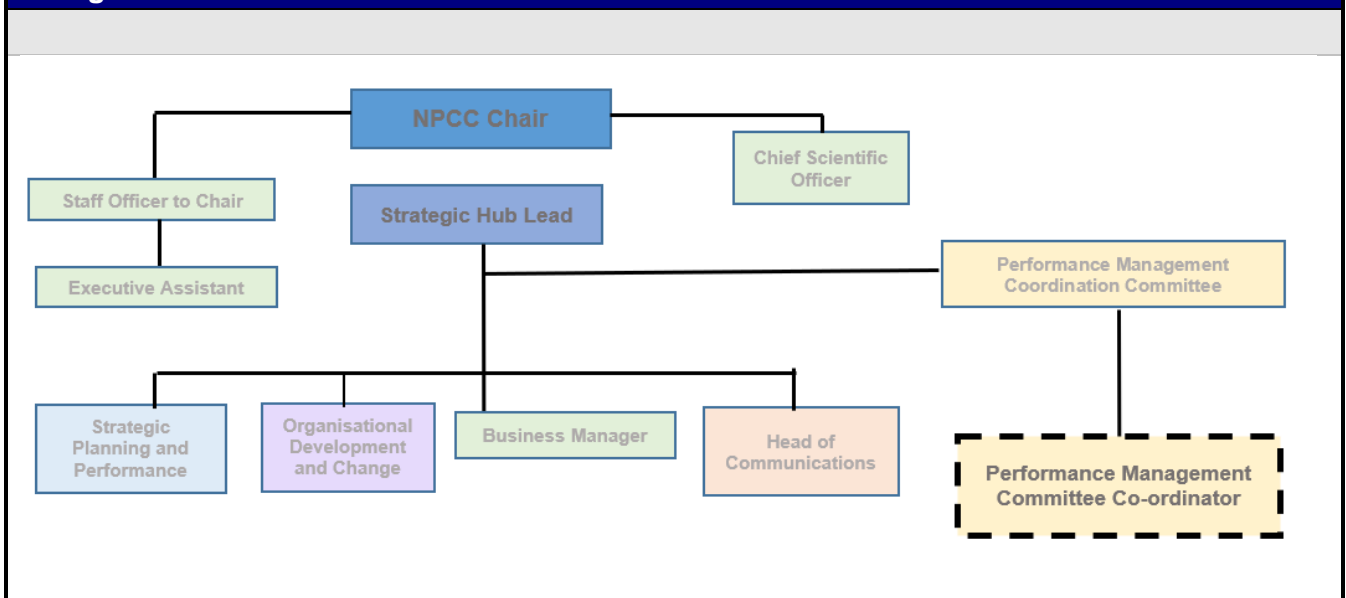 NPCC Chair
Chief Scientific
Officer
Staff Officer to Chair
Strategic Hub Lead
Executive Assistant
Performance Management
Coordination Committee
Strategic
Planning and
Performance
Organisational
Development
and Change
Business Manager
Head of
Communications
Performance Management
Committee Co-ordinator